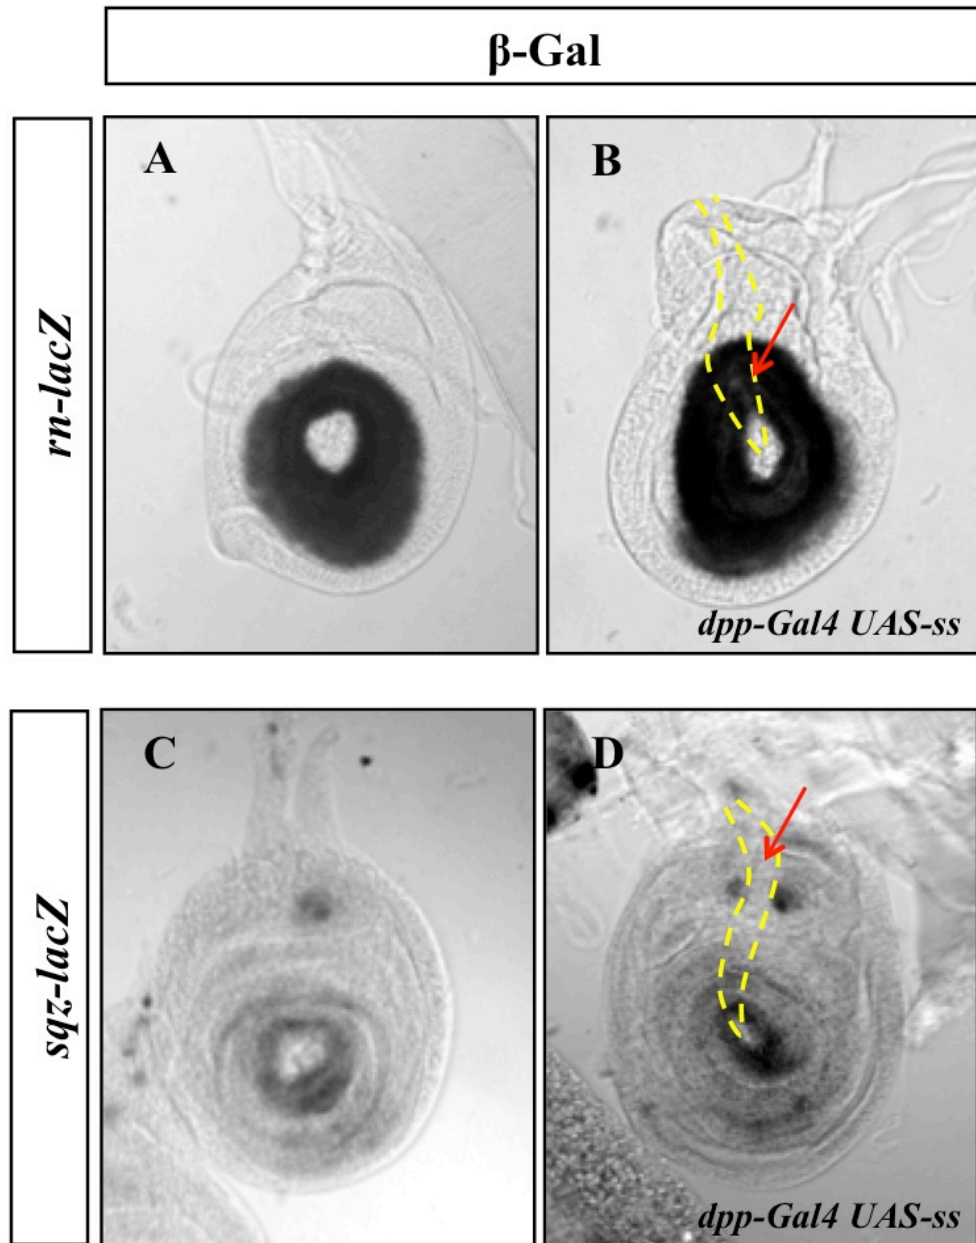 β-Gal
rn-lacZ
A
B
dpp-Gal4 UAS-ss
sqz-lacZ
C
D
dpp-Gal4 UAS-ss